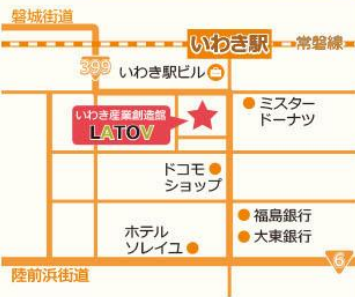 磐城街道
いわき駅
常磐線
399
いわき駅ビル
いわき産業創造館
LATOV
ミスター
ドーナツ
ドコモ
ショップ
福島銀行
大東銀行
ホテル
ソレイユ
6
陸前浜街道